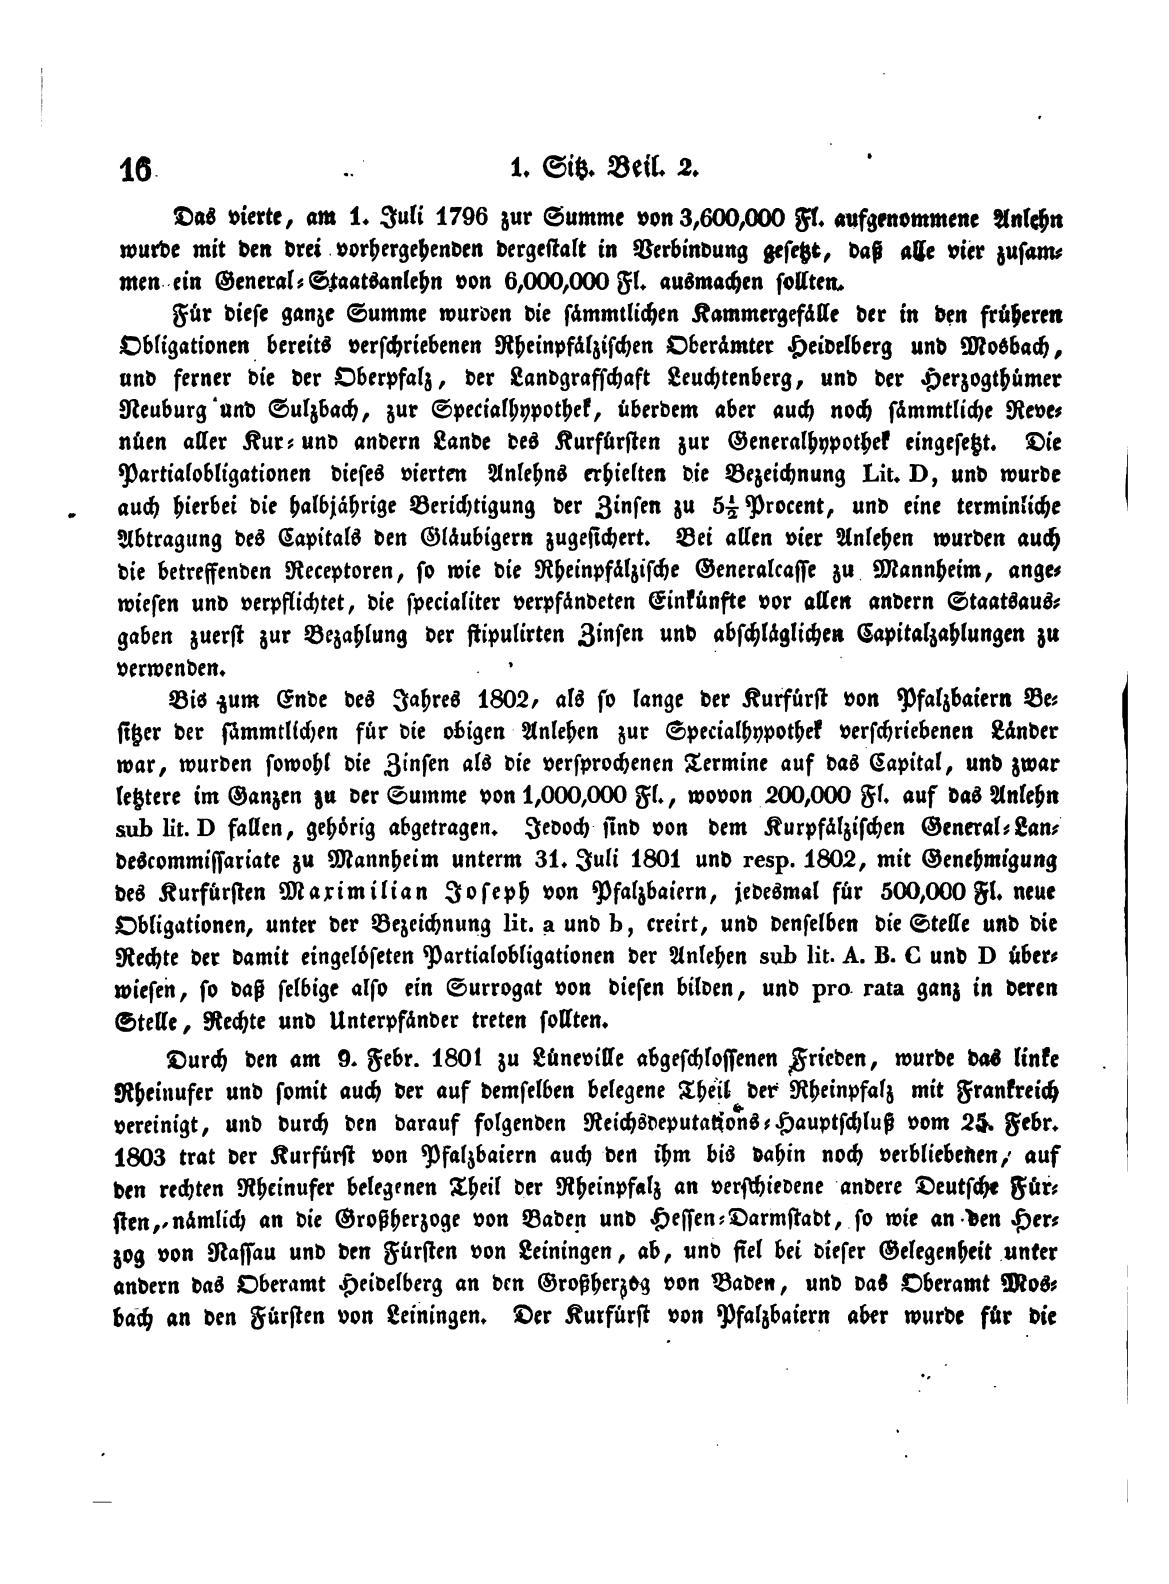 16 1. Sitz. Beil. 2.
Das vierte, am 1. Juli 1796 zur Summe von 3,600,000 Fl. aufgenommene Anlehn
wurde mit den drei vorhergehenden dergestalt in Verbindung gesetzt, daß alle vier zusam-
men ein General-Staatsanlehn von 6,000,000 Fl. ausmachen sollten.
Für diese ganze Summe wurden die sämmtlichen Kammergefälle der in den früheren
Obligationen bereits verschriebenen Rheinpfälzischen Oberämter Heidelberg und Mosbach,
und ferner die der Oberpfalz, der Landgrafschaft Leuchtenberg, und der Herzogthümer
Neuburg und Sulzbach, zur Specialhypothek, überdem aber auch noch sämmtliche Reve-
nüen aller Kur- und andern Lande des Kurfürsten zur Generalhypothek eingesetzt. Die
Partialobligationen dieses vierten Anlehns erhielten die Bezeichnung Lit. D, und wurde
auch hierbei die halbjährige Berichtigung der Zinsen zu 5½ Procent, und eine terminliche
Abtragung des Capitals den Gläubigern zugesichert. Bei allen vier Anlehen wurden auch
die betreffenden Receptoren, so wie die Rheinpfälzische Generalcasse zu Mannheim, ange-
wiesen und verpflichtet, die specialiter verpfändeten Einkünfte vor allen andern Staatsaus-
gaben zuerst zur Bezahlung der stipulirten Zinsen und abschläglichen Capitalzahlungen zu
verwenden.
Bis zum Ende des Jahres 1802, als so lange der Kurfürst von Pfalzbaiern Be-
sitzer der sämmtlichen für die obigen Anlehen zur Specialhypothek verschriebenen Länder
war, wurden sowohl die Zinsen als die versprochenen Termine auf das Capital, und zwar
letztere im Ganzen zu der Summe von 1,000,000 Fl., wovon 200,000 Fl. auf das Anlehn
sub lit. D fallen, gehörig abgetragen. Jedoch sind von dem Kurpfälzischen General-Lan-
descommissariate zu Mannheim unterm 31. Juli 1801 und resp. 1802, mit Genehmigung
des Kurfürsten Maximilian Joseph von Pfalzbaiern, jedesmal für 500,000 Fl. neue
Obligationen, unter der Bezeichnung lit. a und b, creirt, und denselben die Stelle und die
Rechte der damit eingelöseten Partialobligationen der Anlehen sub lit. A. B. C und D über-
wiesen, so daß selbige also ein Surrogat von diesen bilden, und pro rata ganz in deren
Stelle, Rechte und Unterpfänder treten sollten.
Durch den am 9. Febr. 1801 zu Lüneville abgeschlossenen Frieden, wurde das linke
Rheinufer und somit auch der auf demselben belegene Theil der Rheinpfalz mit Frankreich
vereinigt, und durch den darauf folgenden Reichsdeputations-Hauptschluß vom 25. Febr.
1803 trat der Kurfürst von Pfalzbaiern auch den ihm bis dahin noch verbliebenen, auf
den rechten Rheinufer belegenen Theil der Rheinpfalz an verschiedene andere Deutsche Für-
sten, nämlich an die Großherzoge von Baden und Hessen-Darmstadt, so wie an den Her-
zog von Nassau und den Fürsten von Leiningen, ab, und fiel bei dieser Gelegenheit unter
andern das Oberamt Heidelberg an den Großherzog von Baden, und das Oberamt Mos-
bach an den Fürsten von Leiningen. Der Kurfürst von Pfalzbaiern aber wurde für die